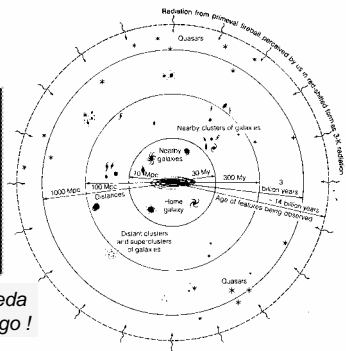 Radiation from primeval fireball perceived by us in red-shifted form as 3 K radiation
Quasars
Nearby clusters of galaxies
Nearby
galaxies
10 Mpc
30 My
100 Mpc
300 My
1000 Mpc
3
billion years
Distances
~14 billion years
Age of features being observed
Home
galaxy
Distant clusters
and superclusters
of galaxies
Quasars
eda
go !